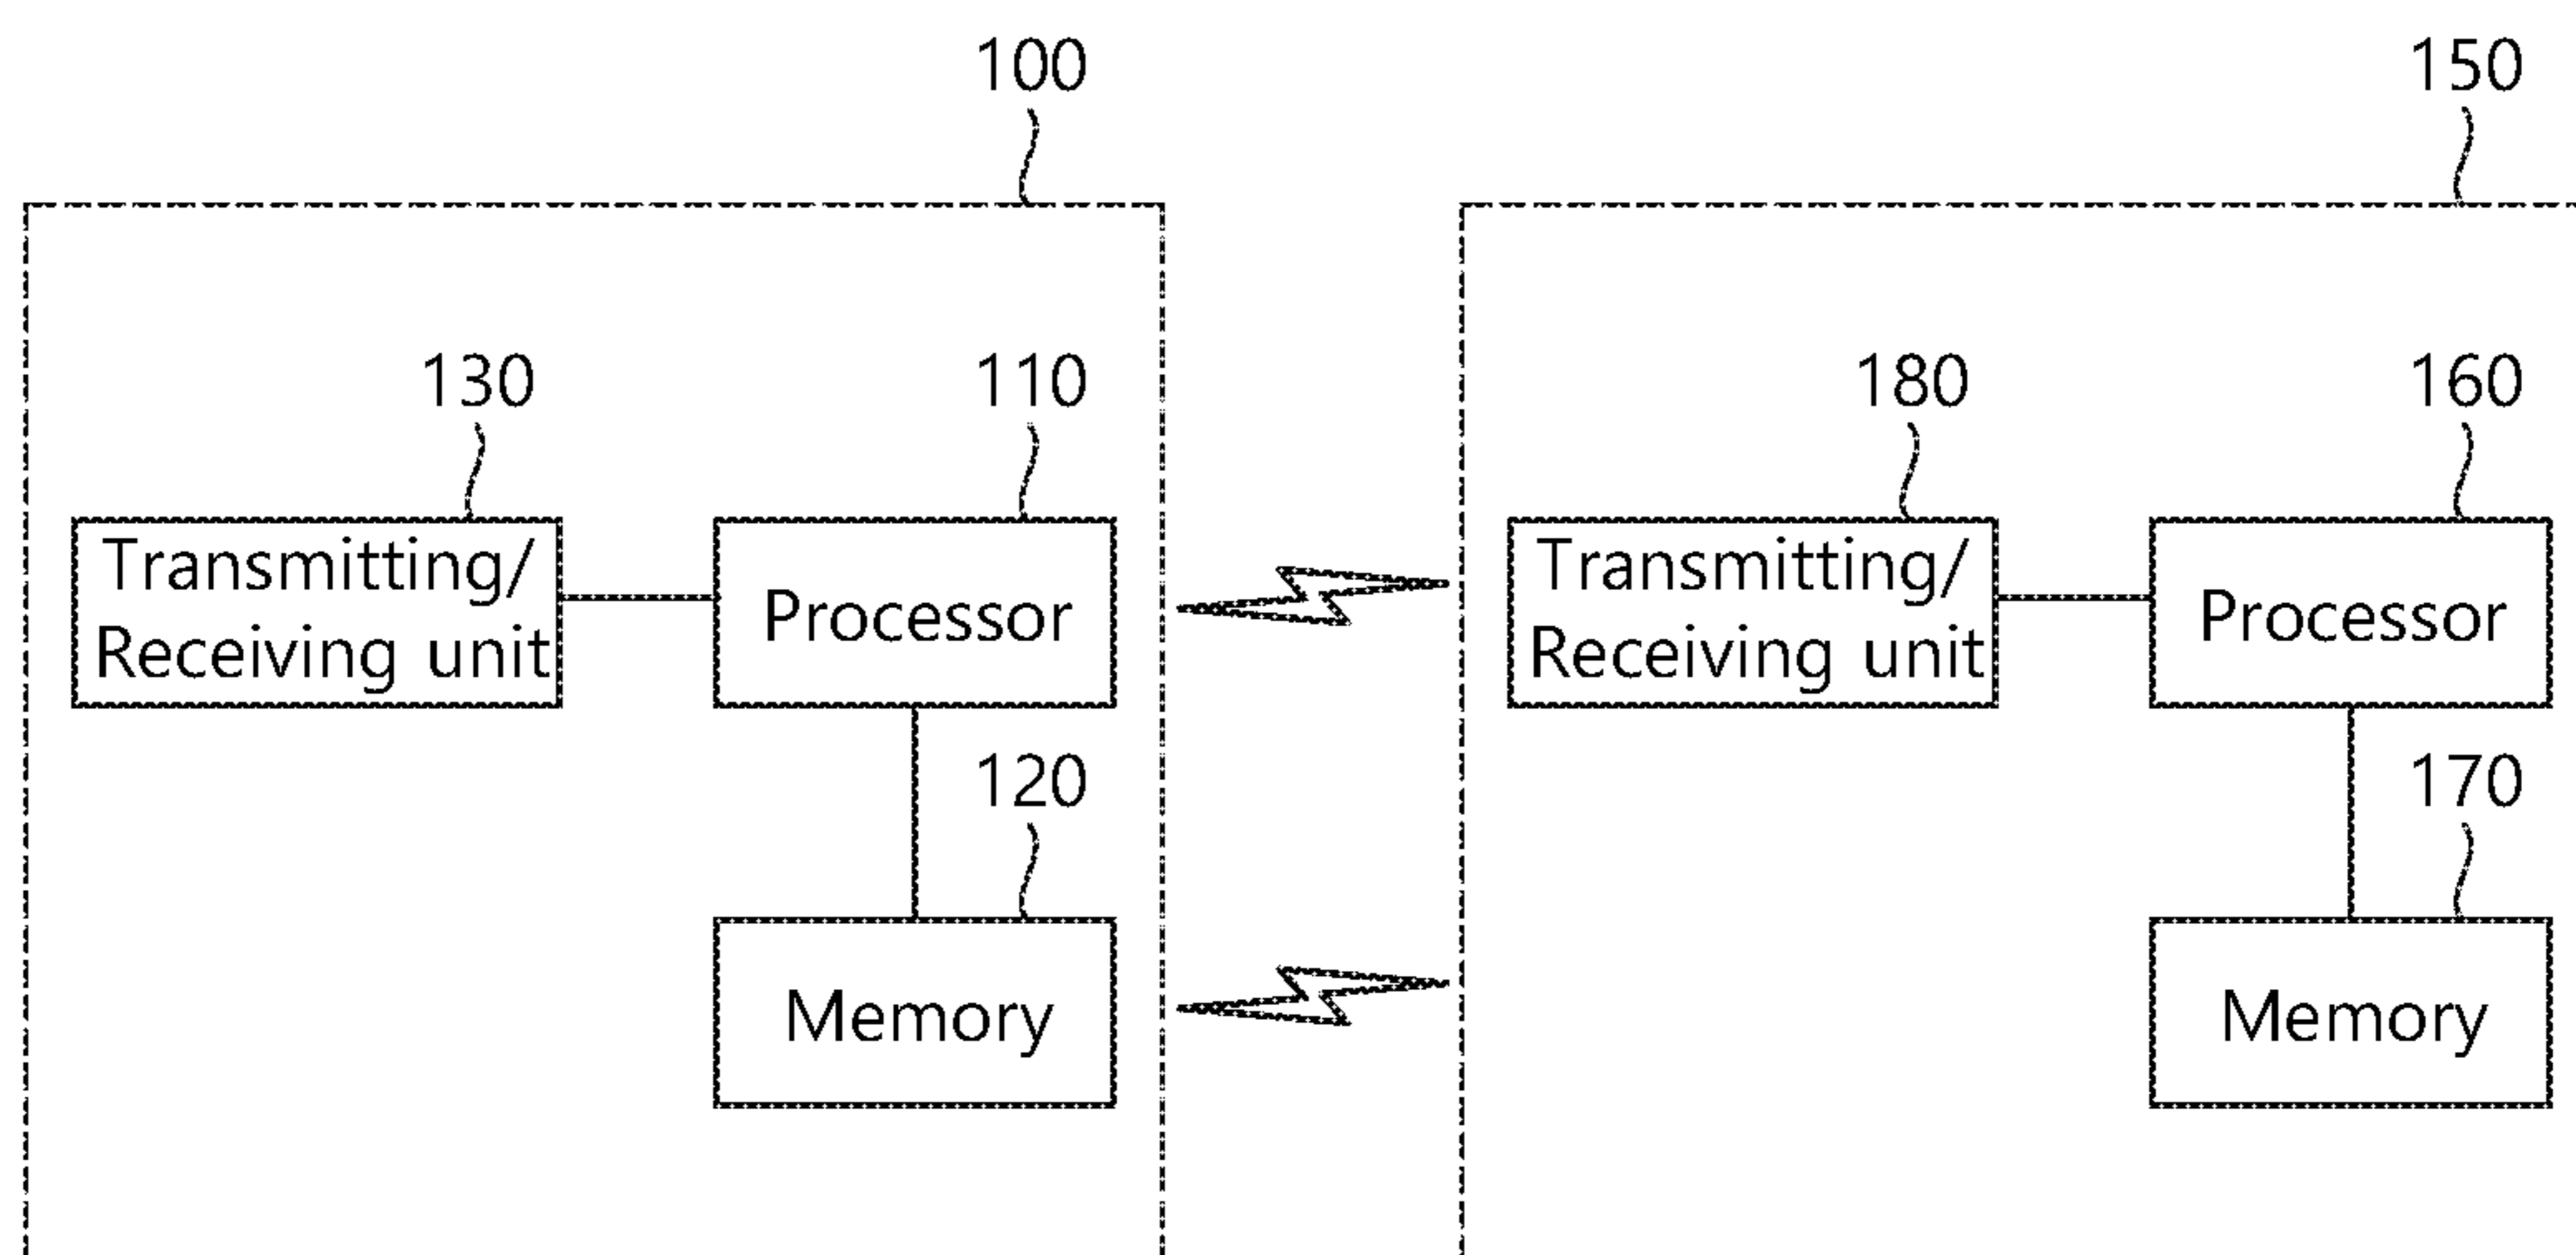 100
150
130
110
180
160
Transmitting/
Receiving unit
Processor
Transmitting/
Receiving unit
Processor
120
170
Memory
Memory